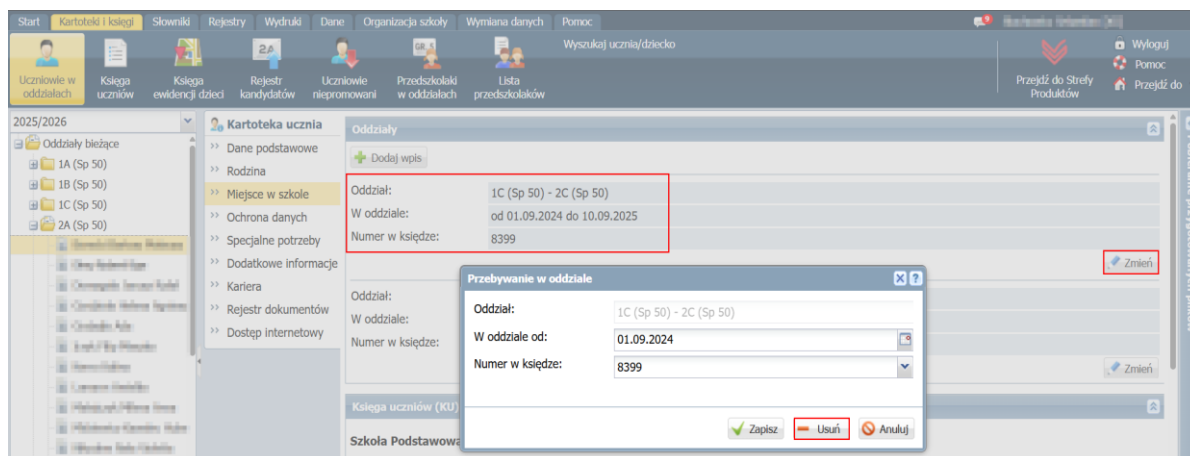 Start Kartoteki i księgi Słowniki Rejestry Wydruki Dane Organizacja szkoły Wymiana danych Pomoc
Wyszukaj ucznia/dziecko
Uczniowie w oddziałach
Księga uczniów
Księga ewidencji dzieci
Rejestr kandydatów
Uczniowie niepromowani
Przedszkolaki w oddziałach
Lista przedszkolaków
Przejdź do Strefy Produktów
Wyloguj
Pomoc
Przejdź do
2025/2026
Oddziały bieżące
1A (Sp 50)
1B (Sp 50)
1C (Sp 50)
2A (Sp 50)
Kartoteka ucznia
Dane podstawowe
Rodzina
Miejsce w szkole
Ochrona danych
Specjalne potrzeby
Dodatkowe informacje
Kariera
Rejestr dokumentów
Dostęp internetowy
Oddziały
Dodaj wpis
Oddział: 1C (Sp 50) - 2C (Sp 50)
W oddziale: od 01.09.2024 do 10.09.2025
Numer w księdze: 8399
Zmień
Oddział:
W oddziale:
Numer w księdze:
Zmień
Księga uczniów (KU)
Szkoła Podstawowa
Przebywanie w oddziale
Oddział: 1C (Sp 50) - 2C (Sp 50)
W oddziale od: 01.09.2024
Numer w księdze: 8399
Zapisz Usuń Anuluj